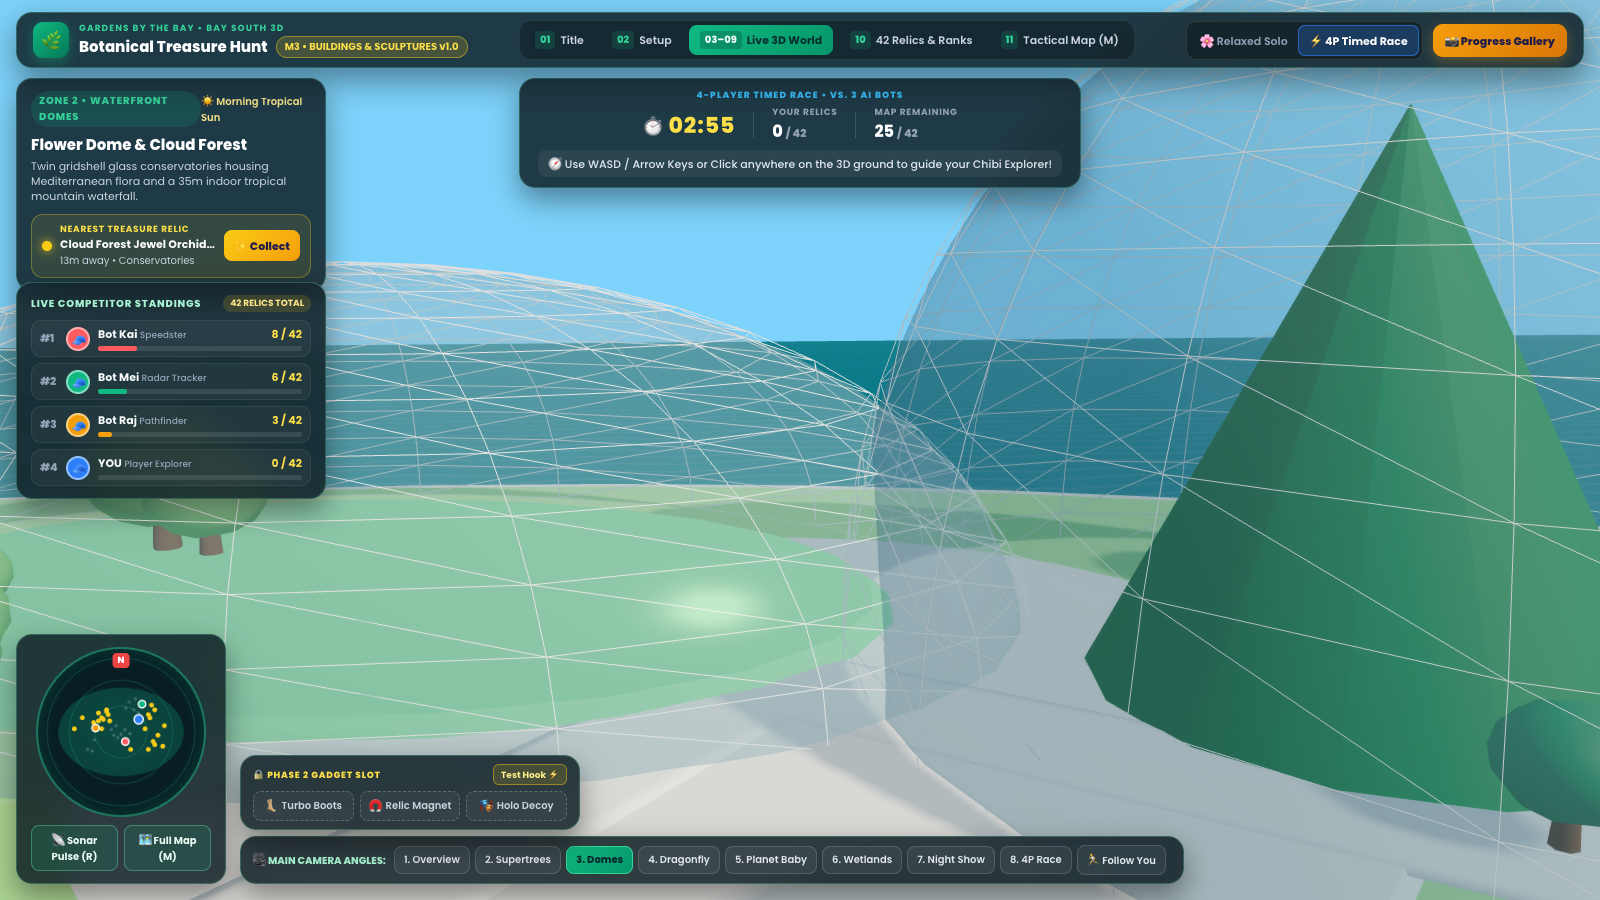 GARDENS BY THE BAY • BAY SOUTH 3D
Botanical Treasure Hunt
M3 • BUILDINGS & SCULPTURES v1.0
01 Title
02 Setup
03–09 Live 3D World
10 42 Relics & Ranks
11 Tactical Map (M)
Relaxed Solo
4P Timed Race
Progress Gallery
ZONE 2 • WATERFRONT
DOMES
Morning Tropical
Sun
Flower Dome & Cloud Forest
Twin gridshell glass conservatories housing
Mediterranean flora and a 35m indoor tropical
mountain waterfall.
NEAREST TREASURE RELIC
Cloud Forest Jewel Orchid...
13m away • Conservatories
Collect
4-PLAYER TIMED RACE • VS. 3 AI BOTS
02:55
YOUR RELICS
0 / 42
MAP REMAINING
25 / 42
Use WASD / Arrow Keys or Click anywhere on the 3D ground to guide your Chibi Explorer!
LIVE COMPETITOR STANDINGS
42 RELICS TOTAL
#1 Bot Kai Speedster 8 / 42
#2 Bot Mei Radar Tracker 6 / 42
#3 Bot Raj Pathfinder 3 / 42
#4 YOU Player Explorer 0 / 42
N
Sonar
Pulse (R)
Full Map
(M)
PHASE 2 GADGET SLOT
Test Hook
Turbo Boots
Relic Magnet
Holo Decoy
MAIN CAMERA ANGLES:
1. Overview
2. Supertrees
3. Domes
4. Dragonfly
5. Planet Baby
6. Wetlands
7. Night Show
8. 4P Race
Follow You